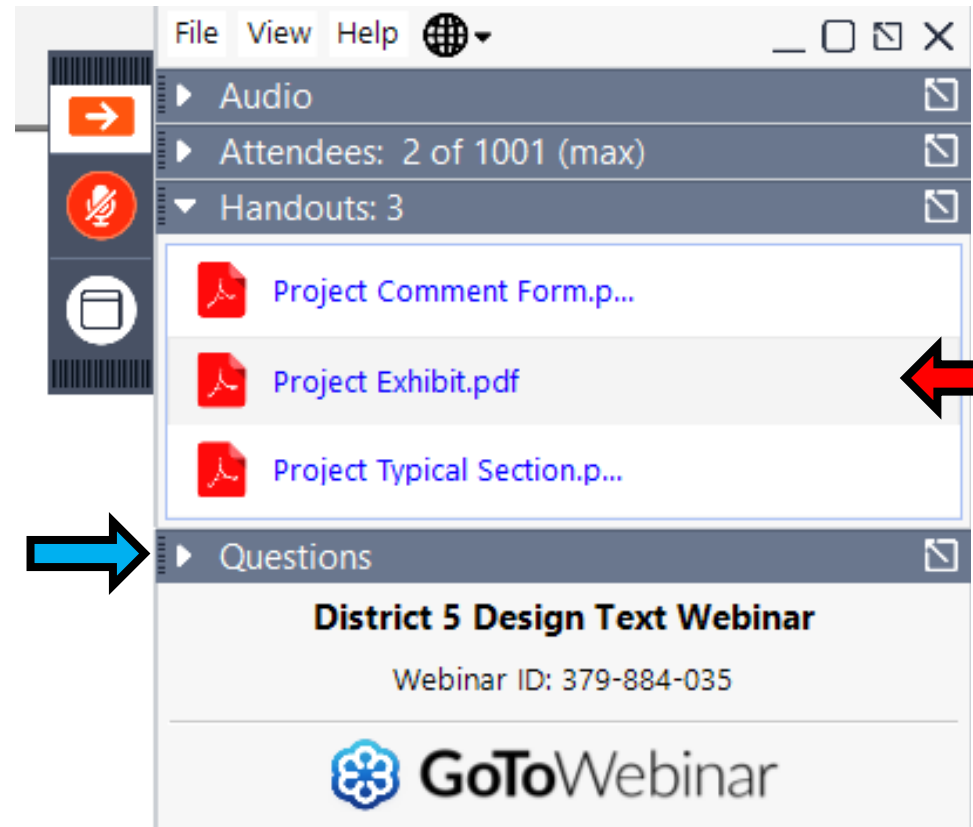 File View Help
Audio
Attendees: 2 of 1001 (max)
Handouts: 3
Project Comment Form.p...
Project Exhibit.pdf
Project Typical Section.p...
Questions
District 5 Design Text Webinar
Webinar ID: 379-884-035
GoToWebinar